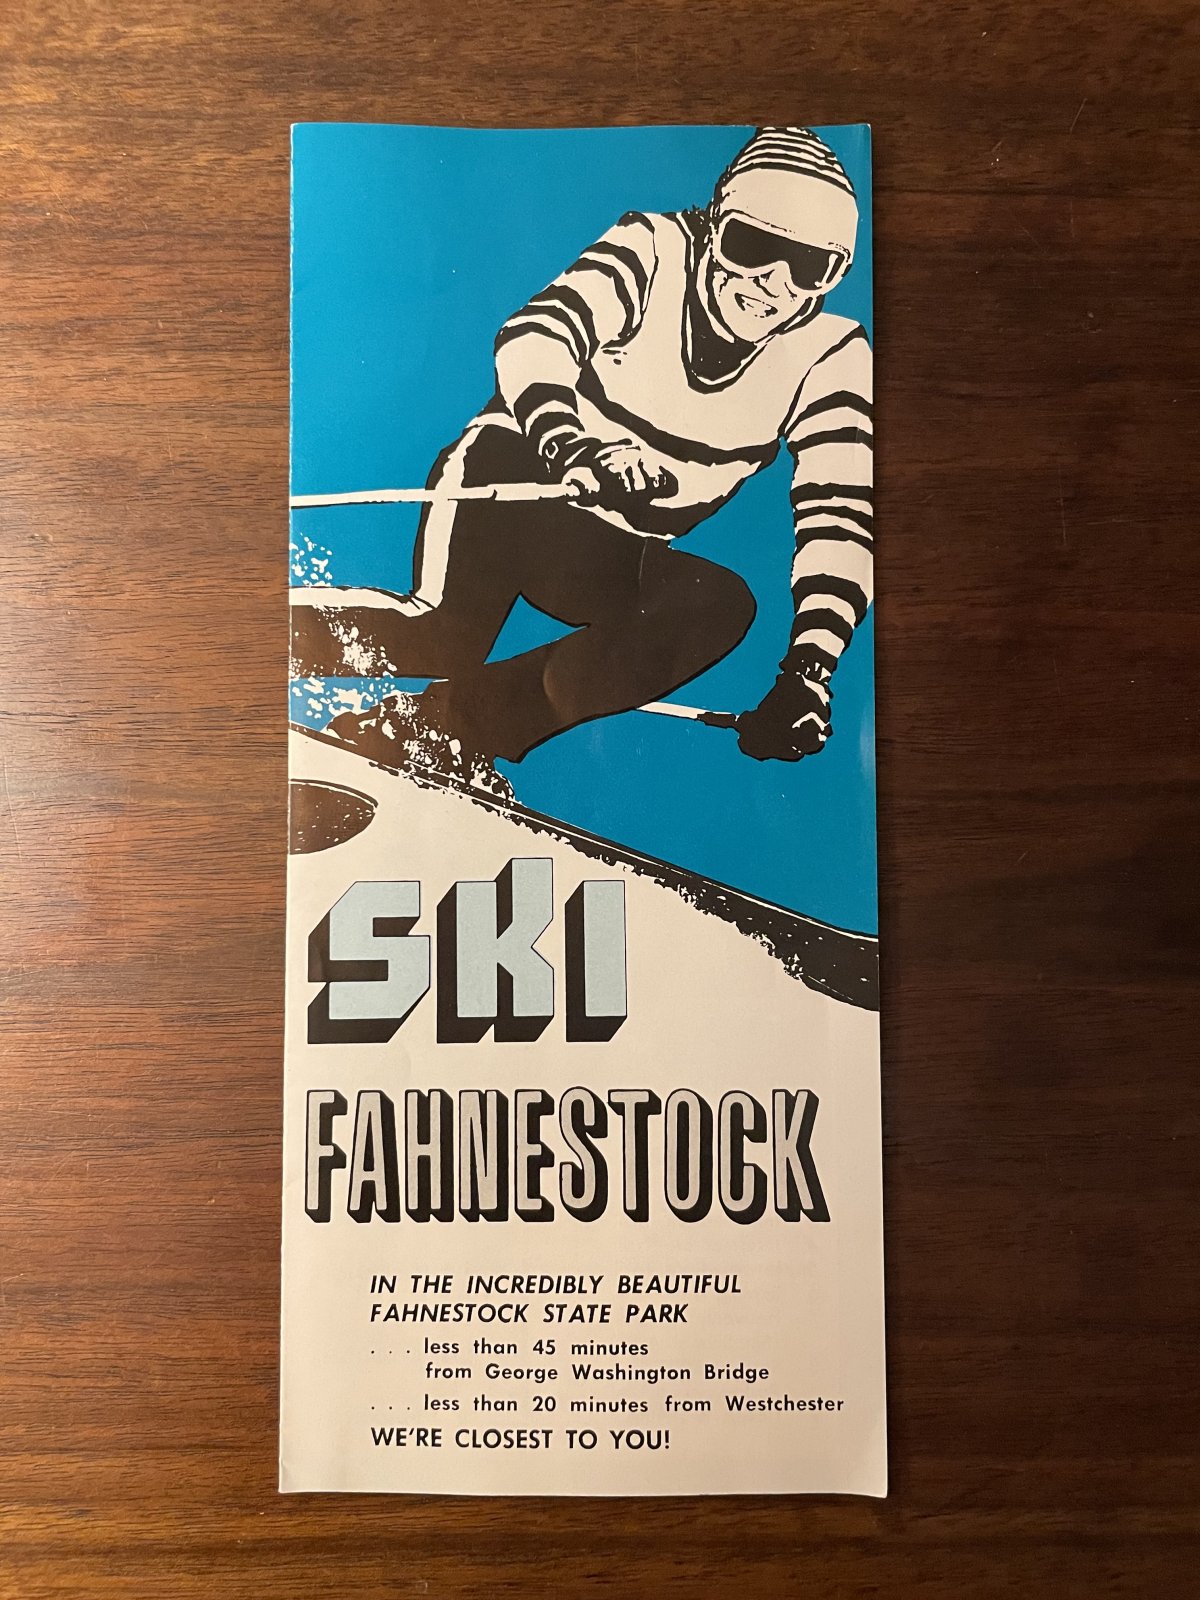 SKI
FAHNESTOCK
IN THE INCREDIBLY BEAUTIFUL
FAHNESTOCK STATE PARK
. . . less than 45 minutes
from George Washington Bridge
. . . less than 20 minutes from Westchester
WE'RE CLOSEST TO YOU!